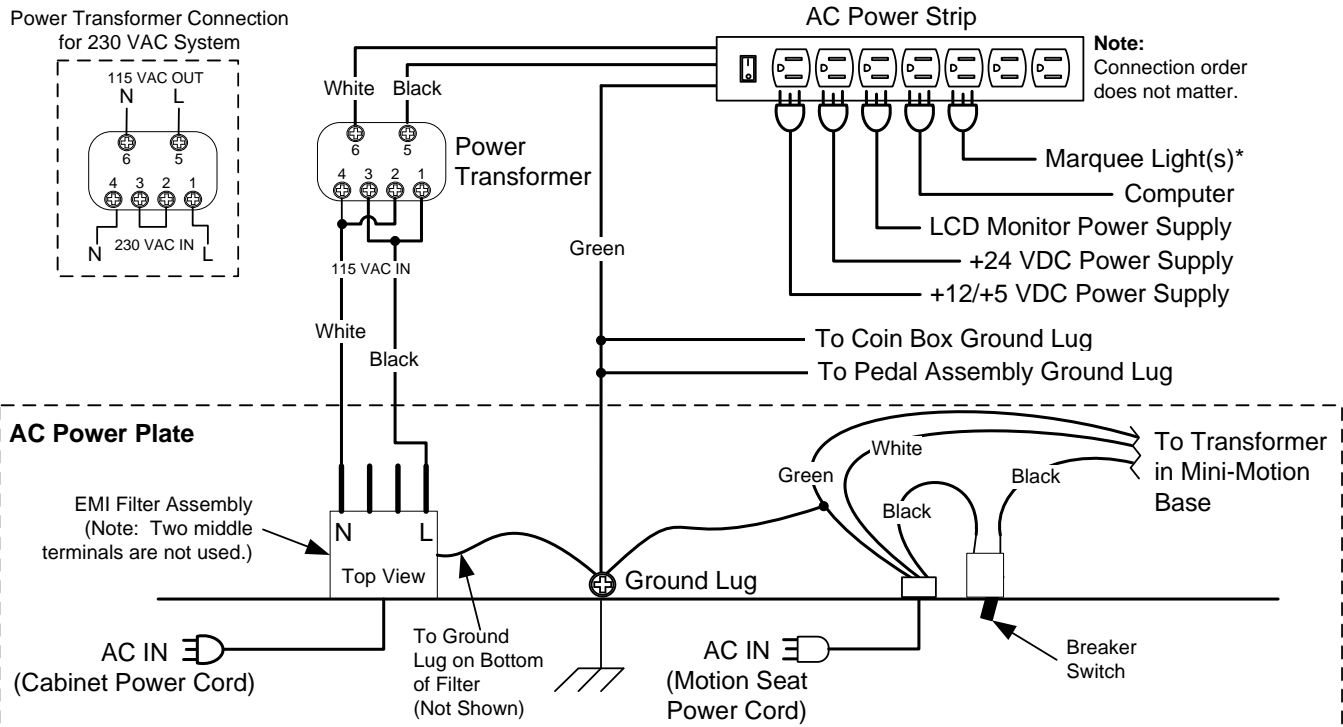 Power Transformer Connection
for 230 VAC System
115 VAC OUT
N L
6 5
4 3 2 1
N 230 VAC IN L
White Black
6 5
4 3 2 1
Power
Transformer
115 VAC IN
White
Black
AC Power Strip
Note:
Connection order
does not matter.
Marquee Light(s)*
Computer
LCD Monitor Power Supply
+24 VDC Power Supply
+12/+5 VDC Power Supply
Green
To Coin Box Ground Lug
To Pedal Assembly Ground Lug
AC Power Plate
EMI Filter Assembly
(Note: Two middle
terminals are not used.)
N L
Top View
Ground Lug
Green
White
Black
Black
To Transformer
in Mini-Motion
Base
AC IN
(Cabinet Power Cord)
To Ground
Lug on Bottom
of Filter
(Not Shown)
AC IN
(Motion Seat
Power Cord)
Breaker
Switch